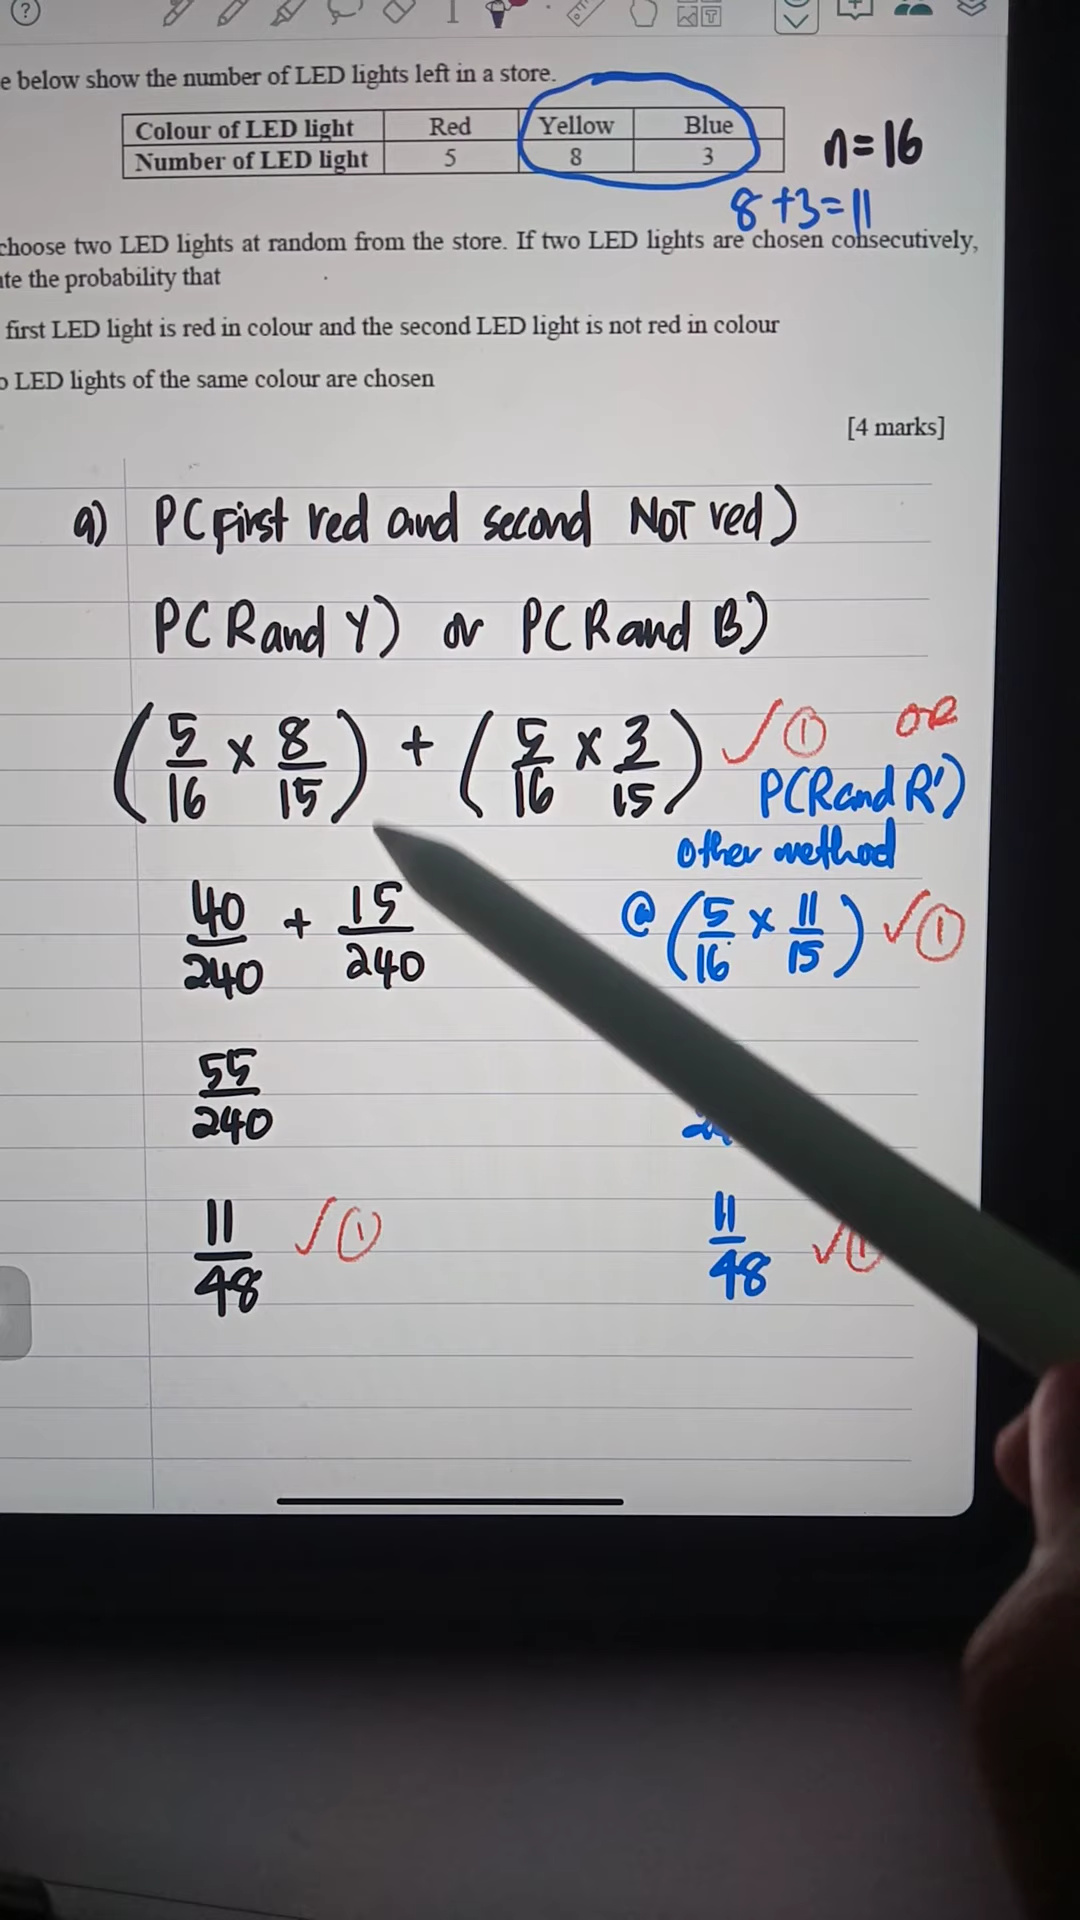 e below show the number of LED lights left in a store.
Colour of LED light Red Yellow Blue
Number of LED light 5 8 3
n=16
8+3=11
choose two LED lights at random from the store. If two LED lights are chosen consecutively,
ate the probability that
first LED light is red in colour and the second LED light is not red in colour
o LED lights of the same colour are chosen
[4 marks]
a) P(First red and second NOT red)
P(R and Y) or P(R and B)
(5/16 × 8/15) + (5/16 × 3/15) ✓① OR
P(R and R')
other method
40/240 + 15/240 @ (5/16 × 11/15) ✓①
55/240
11/48 ✓① 11/48 ✓①